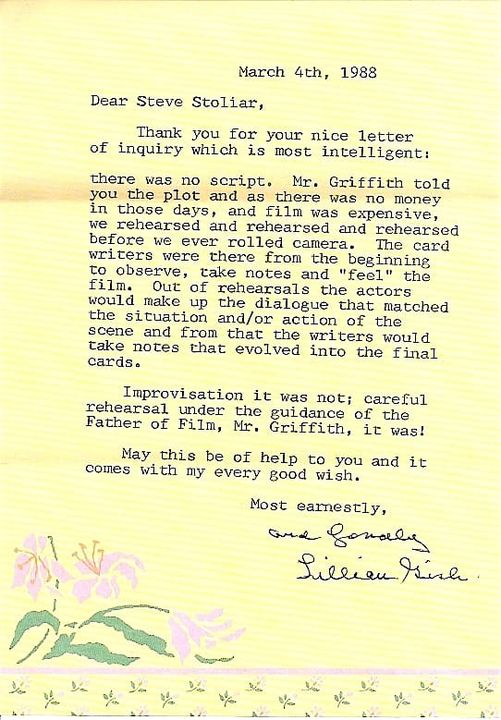 March 4th, 1988
Dear Steve Stoliar,
Thank you for your nice letter
of inquiry which is most intelligent:
there was no script. Mr. Griffith told
you the plot and as there was no money
in those days, and film was expensive,
we rehearsed and rehearsed and rehearsed
before we ever rolled camera. The card
writers were there from the beginning
to observe, take notes and "feel" the
film. Out of rehearsals the actors
would make up the dialogue that matched
the situation and/or action of the
scene and from that the writers would
take notes that evolved into the final
cards.
Improvisation it was not; careful
rehearsal under the guidance of the
Father of Film, Mr. Griffith, it was!
May this be of help to you and it
comes with my every good wish.
Most earnestly,
and
Lillian Gish.